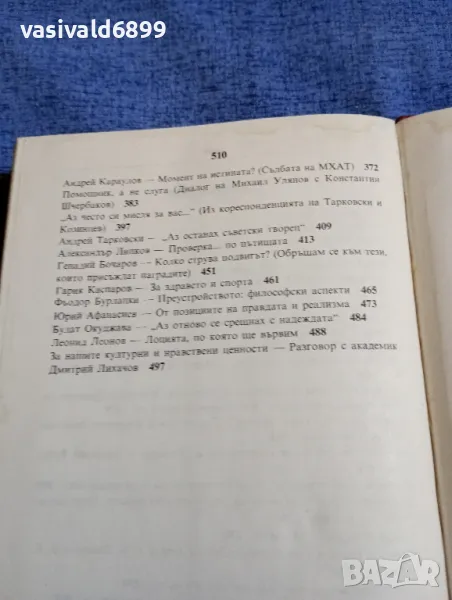 vasivald6899
510
Андрей Караулов — Момент на истината? (Съдбата на МХАТ) 372
Помощник, а не слуга (Диалог на Михаил Улянов с Константин
Шчербаков) 383
„Аз често си мисля за вас..." (Из кореспонденцията на Тарковски и
Козинцев) 397
Андрей Тарковски — „Аз оставах съветски творец" 409
Александър Липков — Проверка... по пътищата 413
Генадий Бочаров — Колко струва подвигът? (Обръщам се към тези,
които присъждат наградите) 451
Гария Каспаров — За здравето и спорта 461
Фьодор Бурлацки — Преустройството: философски аспекти 465
Юрий Афанасиев — От позициите на правдата и реализма 473
Булат Окуджава — „Аз отново се срещнах с надеждата" 484
Леонид Леонов — Лоцията, по която ще вървим 488
За нашите културни и нравствени ценности — Разговор с академик
Дмитрий Лихачов 497
BAZAR